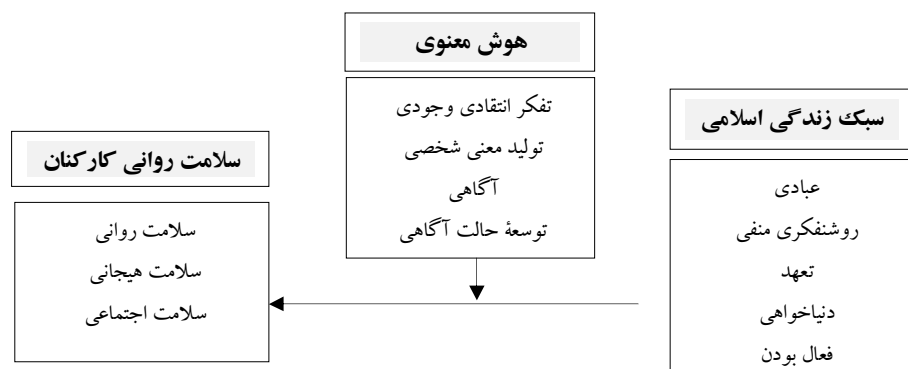 هوش معنوی
تفکر انتقادی وجودی
تولید معنی شخصی
آگاهی
توسعهٔ حالت آگاهی
سبک زندگی اسلامی
عبادی
روشنفکری منفی
تعهد
دنیاخواهی
فعال بودن
سلامت روانی کارکنان
سلامت روانی
سلامت هیجانی
سلامت اجتماعی